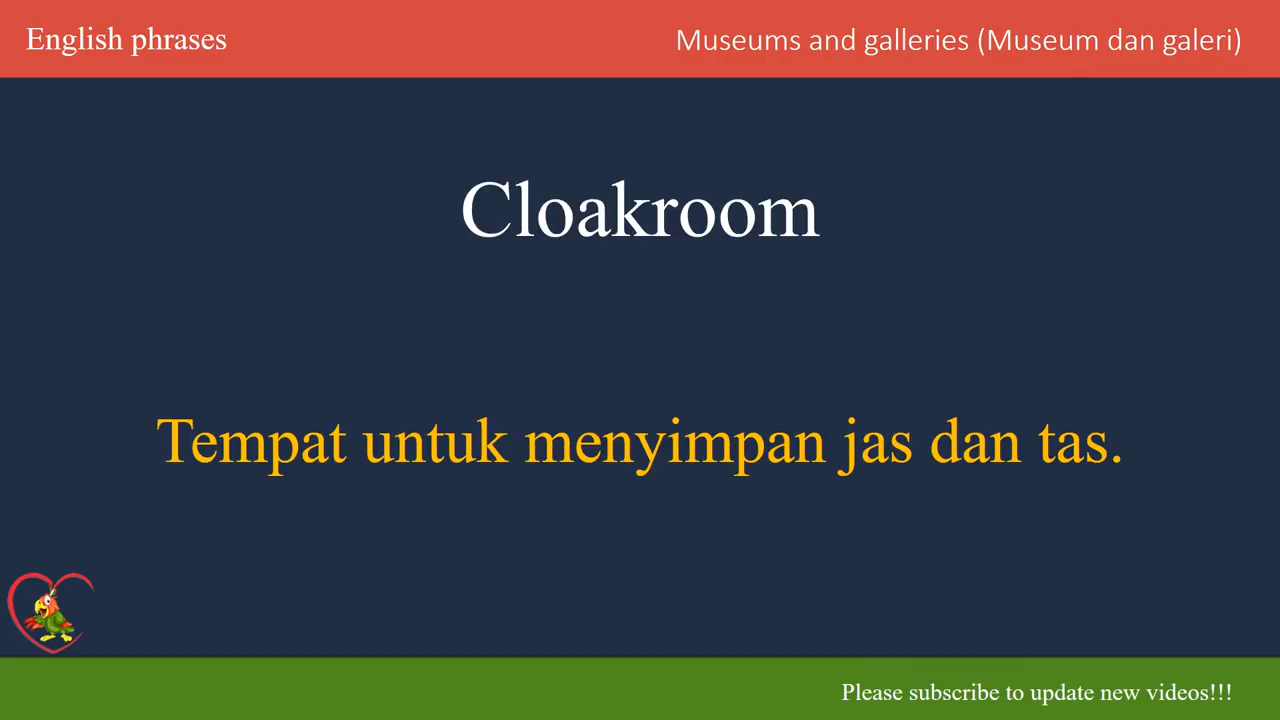 English phrases
Museums and galleries (Museum dan galeri)
Cloakroom
Tempat untuk menyimpan jas dan tas.
Please subscribe to update new videos!!!